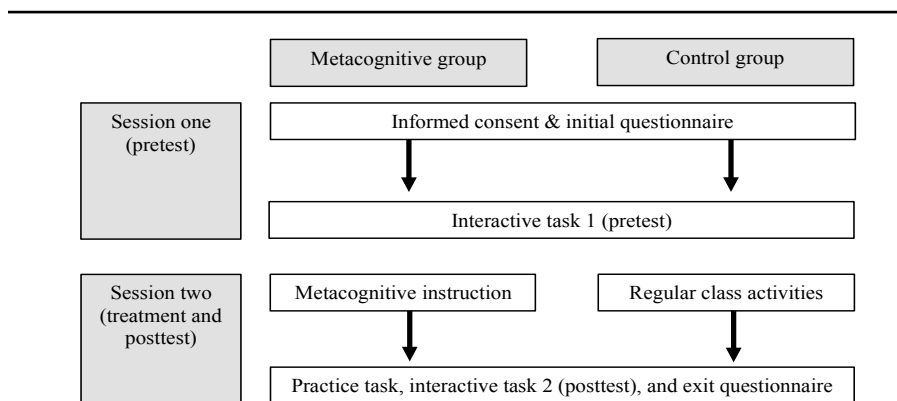 Metacognitive group
Control group
Session one
(pretest)
Informed consent & initial questionnaire
Interactive task 1 (pretest)
Session two
(treatment and
posttest)
Metacognitive instruction
Regular class activities
Practice task, interactive task 2 (posttest), and exit questionnaire